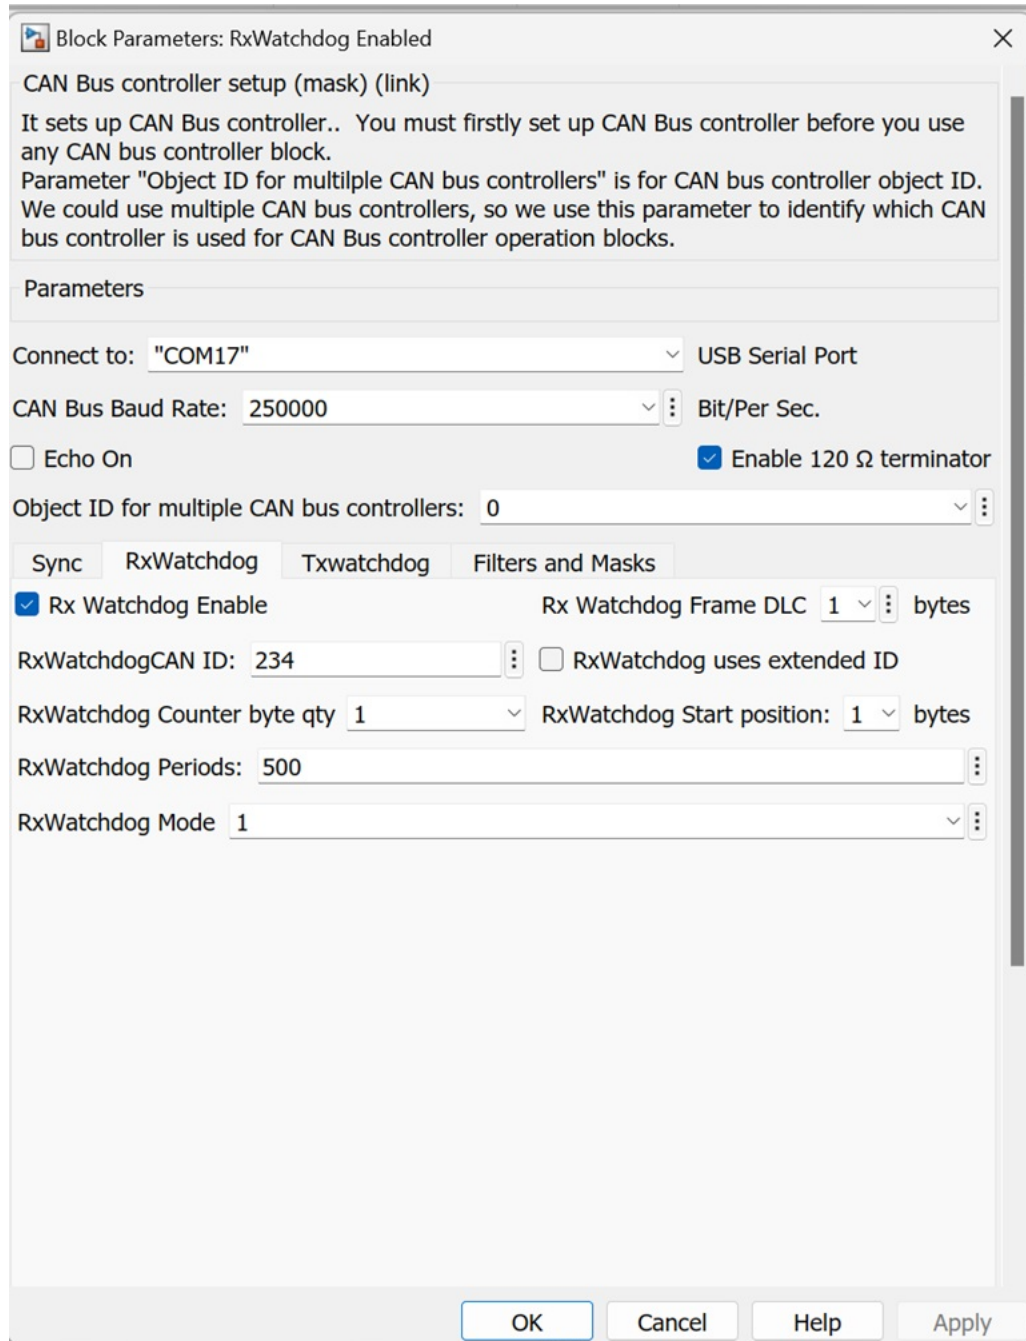 Block Parameters: RxWatchdog Enabled
CAN Bus controller setup (mask) (link)
It sets up CAN Bus controller.. You must firstly set up CAN Bus controller before you use
any CAN bus controller block.
Parameter "Object ID for multilple CAN bus controllers" is for CAN bus controller object ID.
We could use multiple CAN bus controllers, so we use this parameter to identify which CAN
bus controller is used for CAN Bus controller operation blocks.
Parameters
Connect to: "COM17" USB Serial Port
CAN Bus Baud Rate: 250000 Bit/Per Sec.
Echo On Enable 120 Ω terminator
Object ID for multiple CAN bus controllers: 0
Sync RxWatchdog Txwatchdog Filters and Masks
Rx Watchdog Enable Rx Watchdog Frame DLC 1 bytes
RxWatchdogCAN ID: 234 RxWatchdog uses extended ID
RxWatchdog Counter byte qty 1 RxWatchdog Start position: 1 bytes
RxWatchdog Periods: 500
RxWatchdog Mode 1
OK Cancel Help Apply